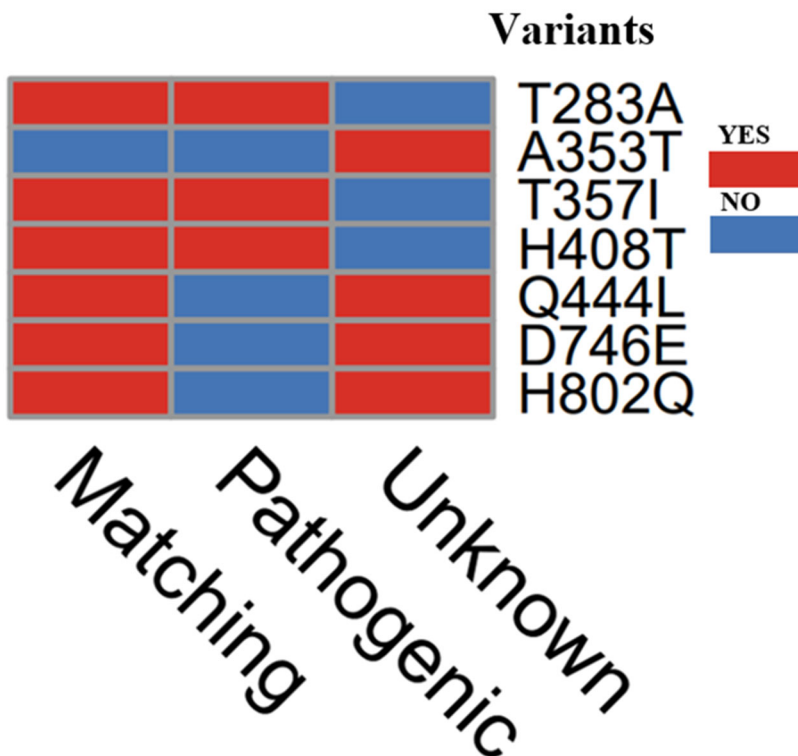 Variants
T283A
A353T
T357I
H408T
Q444L
D746E
H802Q
YES
NO
Matching
Pathogenic
Unknown